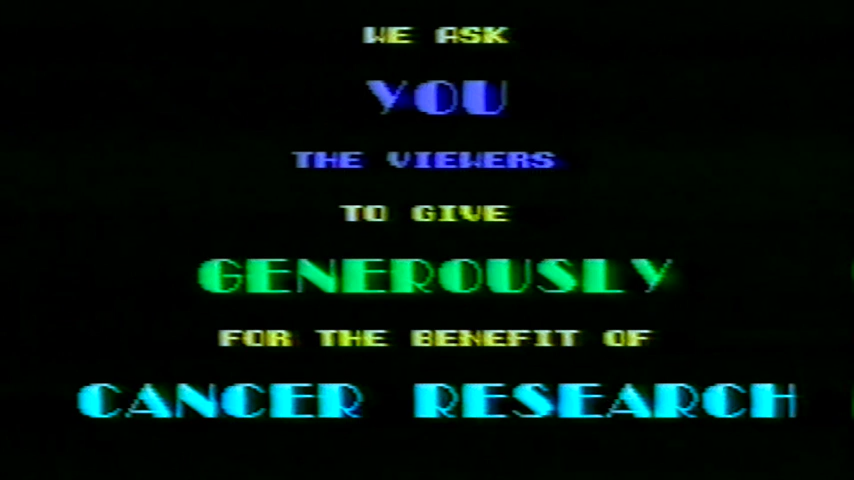 WE ASK
YOU
THE VIEWERS
TO GIVE
GENEROUSLY
FOR THE BENEFIT OF
CANCER RESEARCH